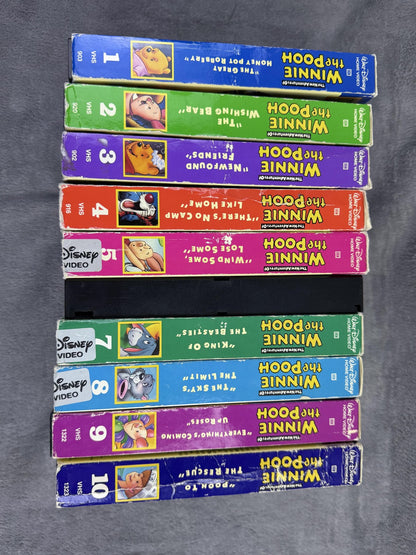 Walt Disney
HOME VIDEO
The New Adventures Of
WINNIE
the POOH
"THE GREAT
HONEY POT ROBBERY"
1
VHS
903
Walt Disney
HOME VIDEO
The New Adventures Of
WINNIE
the POOH
"THE
WISHING BEAR"
2
VHS
Walt Disney
HOME VIDEO
The New Adventures Of
WINNIE
the POOH
"NEWFOUND
FRIENDS"
3
VHS
902
Walt Disney
HOME VIDEO
The New Adventures Of
WINNIE
the POOH
"THERE'S NO CAMP
LIKE HOME"
4
VHS
916
Walt Disney
HOME VIDEO
The New Adventures Of
WINNIE
the POOH
"WIND SOME,
LOSE SOME"
5
Disney
VIDEO
Walt Disney
HOME VIDEO
The New Adventures Of
WINNIE
the POOH
"KING OF
THE BEASTIES"
7
Disney
VIDEO
Walt Disney
HOME VIDEO
The New Adventures Of
WINNIE
the POOH
"THE SKY'S
THE LIMIT"
8
Disney
VIDEO
Walt Disney
HOME VIDEO
The New Adventures Of
WINNIE
the POOH
"EVERYTHING'S COMING
UP ROSES"
9
VHS
1322
Walt Disney
HOME VIDEO
The New Adventures Of
WINNIE
the POOH
"POOH TO
THE RESCUE"
10
VHS
1323